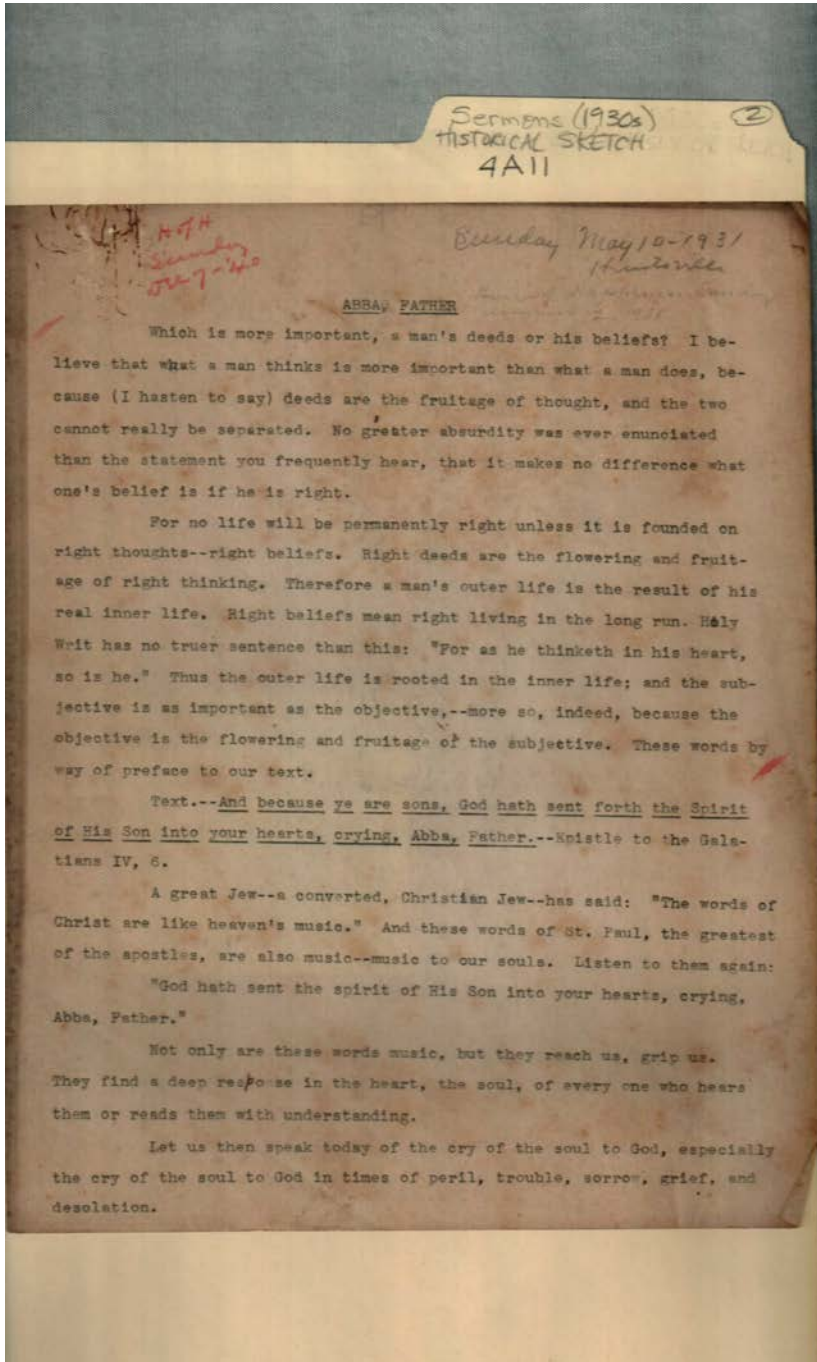 Sermons (1930s) 2
HISTORICAL SKETCH
4A11
H of H
Sunday
Sunday May 10-1931
Huntsville
ABBA, FATHER
Which is more important, a man's deeds or his beliefs? I be-
lieve that what a man thinks is more important than what a man does, be-
cause (I hasten to say) deeds are the fruitage of thought, and the two
cannot really be separated. No greater absurdity was ever enunciated
than the statement you frequently hear, that it makes no difference what
one's belief is if he is right.
For no life will be permanently right unless it is founded on
right thoughts--right beliefs. Right deeds are the flowering and fruit-
age of right thinking. Therefore a man's outer life is the result of his
real inner life. Right beliefs mean right living in the long run. Holy
Writ has no truer sentence than this: "For as he thinketh in his heart,
so is he." Thus the outer life is rooted in the inner life; and the sub-
jective is as important as the objective,--more so, indeed, because the
objective is the flowering and fruitage of the subjective. These words by
way of preface to our text.
Text.--And because ye are sons, God hath sent forth the Spirit
of His Son into your hearts, crying, Abba, Father.--Epistle to the Gala-
tians IV, 6.
A great Jew--a converted, Christian Jew--has said: "The words of
Christ are like heaven's music." And these words of St. Paul, the greatest
of the apostles, are also music--music to our souls. Listen to them again:
"God hath sent the spirit of His Son into your hearts, crying,
Abba, Father."
Not only are these words music, but they reach us, grip us.
They find a deep respo se in the heart, the soul, of every one who hears
them or reads them with understanding.
Let us then speak today of the cry of the soul to God, especially
the cry of the soul to God in times of peril, trouble, sorrow, grief, and
desolation.